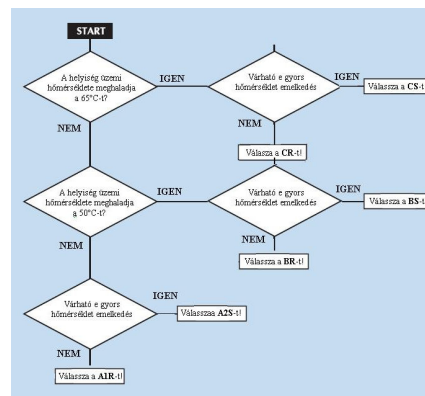 START
A helyiség üzemi
hőmérséklete meghaladja
a 65°C-t?
IGEN
Várható e gyors
hőmérséklet emelkedés
IGEN
Válassza a CS-t!
NEM
NEM
Válasza a CR-t!
A helyiség üzemi
hőmérséklete meghaladja
a 50°C-t?
IGEN
Várható e gyors
hőmérséklet emelkedés
IGEN
Válassza a BS-t!
NEM
NEM
Válassza a BR-t!
Várható e gyors
hőmérséklet emelkedés
IGEN
Válasszaa A2S-t!
NEM
Válassza a A1R-t!